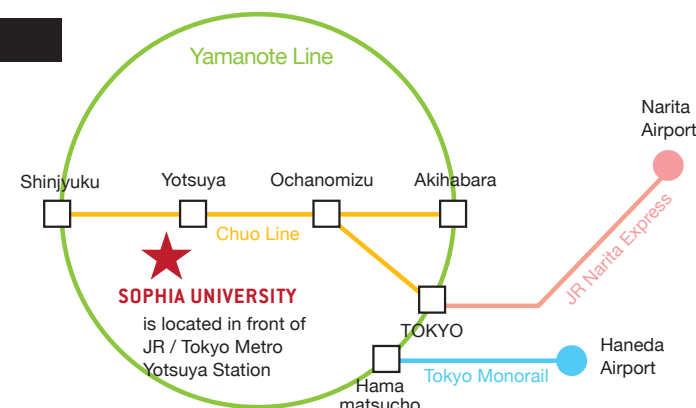 Yamanote Line
Narita
Airport
Shinjyuku
Yotsuya
Ochanomizu
Akihabara
Chuo Line
JR Narita Express
SOPHIA UNIVERSITY
is located in front of
JR / Tokyo Metro
Yotsuya Station
TOKYO
Haneda
Airport
Tokyo Monorail
Hama
matsucho